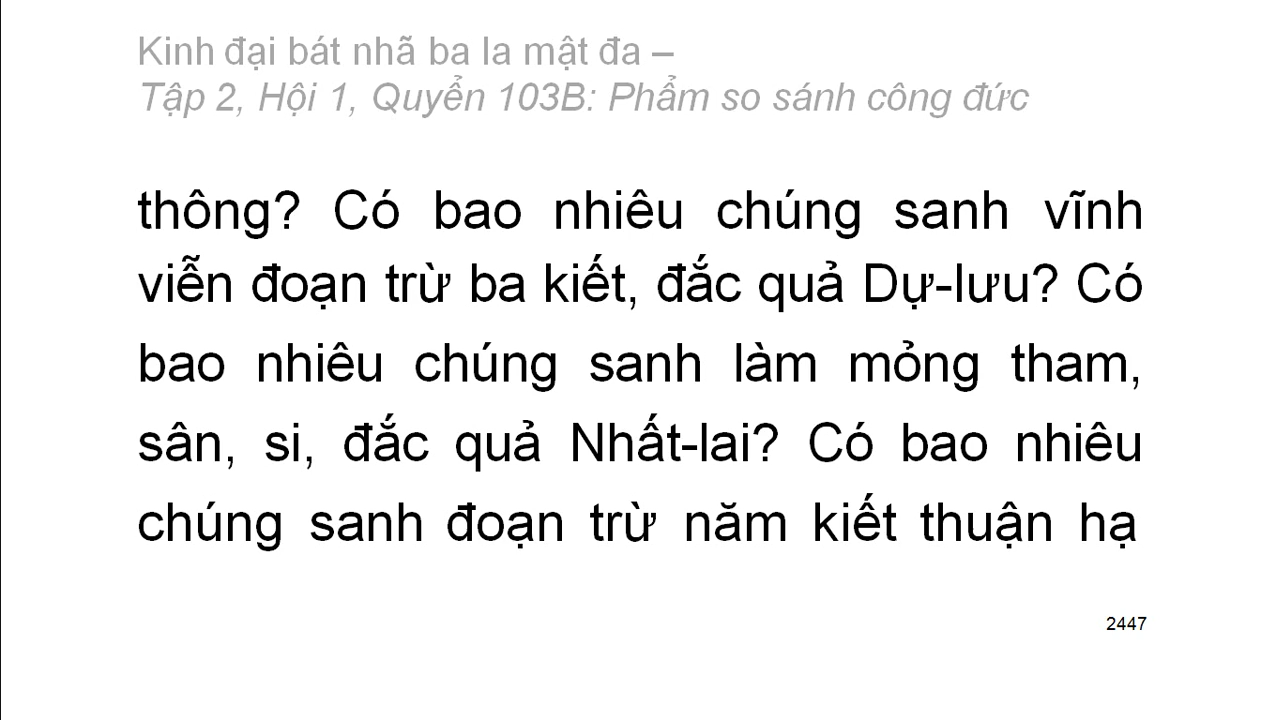 Kinh đại bát nhã ba la mật đa –
Tập 2, Hội 1, Quyển 103B: Phẩm so sánh công đức
thông? Có bao nhiêu chúng sanh vĩnh
viễn đoạn trừ ba kiết, đắc quả Dự-lưu? Có
bao nhiêu chúng sanh làm mỏng tham,
sân, si, đắc quả Nhất-lai? Có bao nhiêu
chúng sanh đoạn trừ năm kiết thuận hạ
2447